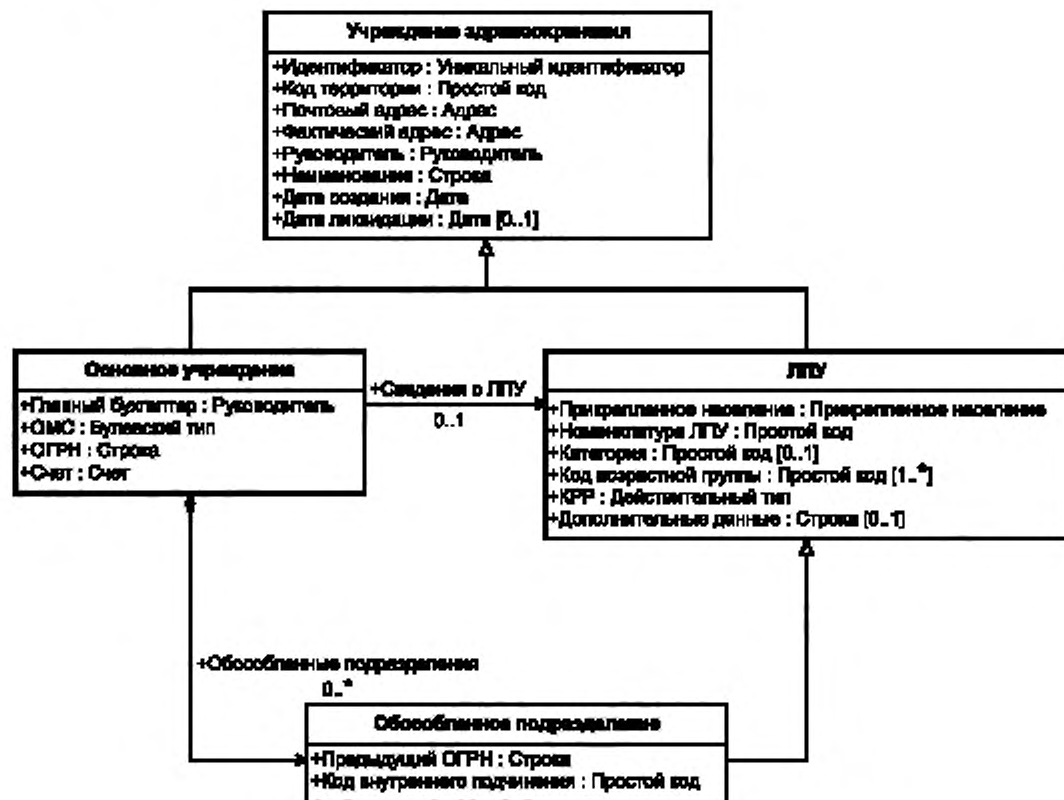 Учреждение здравоохранения
+Идентификатор : Уникальный идентификатор
+Код территории : Простой код
+Почтовый адрес : Адрес
+Фактический адрес : Адрес
+Руководитель : Руководитель
+Наименование : Строка
+Дата создания : Дата
+Дата ликвидации : Дата [0..1]
Основное учреждение
+Главный бухгалтер : Руководитель
+ОМС : Булевский тип
+ОГРН : Строка
+Счет : Счет
+Сведения о ЛПУ
0..1
ЛПУ
+Прикрепленное население : Прикрепленное население
+Номенклатура ЛПУ : Простой код
+Категория : Простой код [0..1]
+Код возрастной группы : Простой код [1..*]
+КРР : Действительный тип
+Дополнительные данные : Строка [0..1]
+Обособленные подразделения
0..*
Обособленное подразделение
+Предыдущий ОГРН : Строка
+Код внутреннего подчинения : Простой код